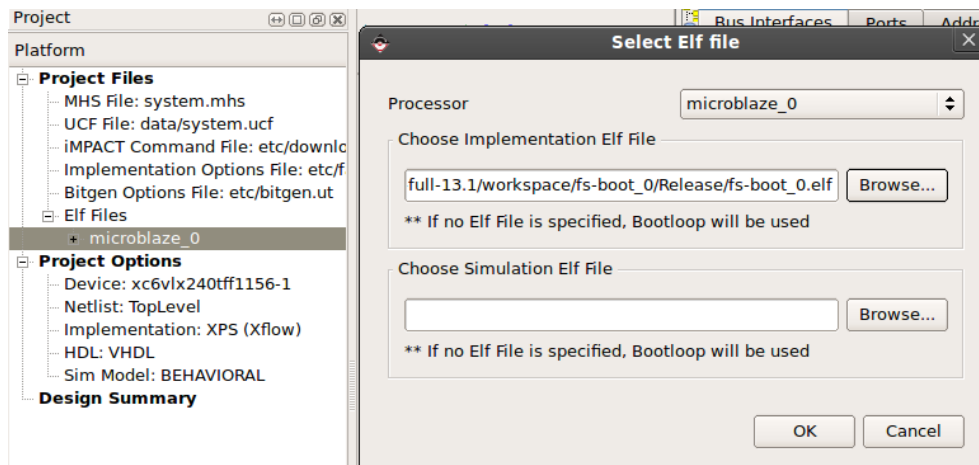 Project
Platform
Project Files
MHS File: system.mhs
UCF File: data/system.ucf
iMPACT Command File: etc/downlo
Implementation Options File: etc/f
Bitgen Options File: etc/bitgen.ut
Elf Files
microblaze_0
Project Options
Device: xc6vlx240tff1156-1
Netlist: TopLevel
Implementation: XPS (Xflow)
HDL: VHDL
Sim Model: BEHAVIORAL
Design Summary
Bus Interfaces Ports Addr
Select Elf file
Processor microblaze_0
Choose Implementation Elf File
full-13.1/workspace/fs-boot_0/Release/fs-boot_0.elf Browse...
** If no Elf File is specified, Bootloop will be used
Choose Simulation Elf File
Browse...
** If no Elf File is specified, Bootloop will be used
OK Cancel